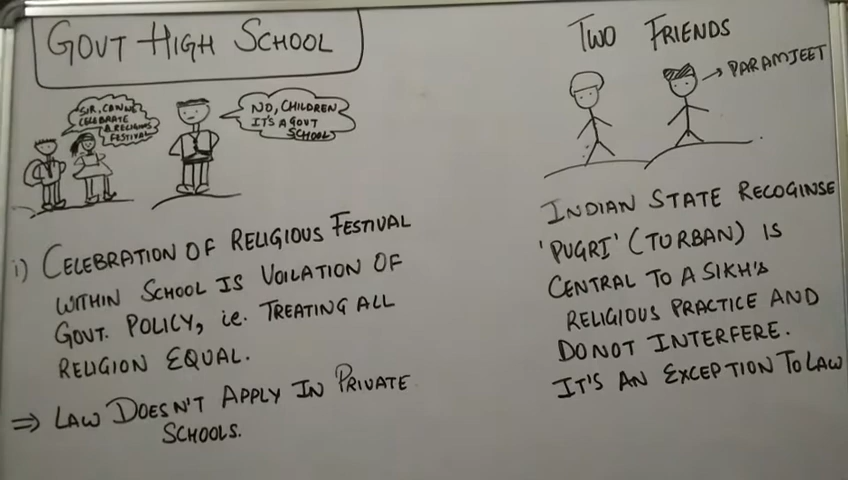 GOVT HIGH SCHOOL
SIR, CAN WE
CELEBRATE
A RELIGIOUS
FESTIVAL
NO, CHILDREN
IT'S A GOVT
SCHOOL
i) CELEBRATION OF RELIGIOUS FESTIVAL
WITHIN SCHOOL IS VOILATION OF
GOVT. POLICY, i.e. TREATING ALL
RELIGION EQUAL.
⇒ LAW DOESN'T APPLY IN PRIVATE
SCHOOLS.
TWO FRIENDS
→ PARAMJEET
INDIAN STATE RECOGINSE
'PUGRI' (TURBAN) IS
CENTRAL TO A SIKH'S
RELIGIOUS PRACTICE AND
DO NOT INTERFERE.
IT'S AN EXCEPTION TO LAW